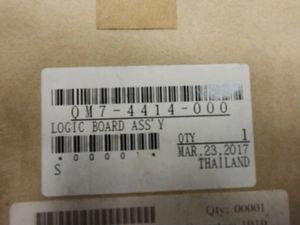 QM7-4414-000
LOGIC BOARD ASS'Y
QTY 1
*00001*
MAR.23.2017
S THAILAND
Qty: 00001